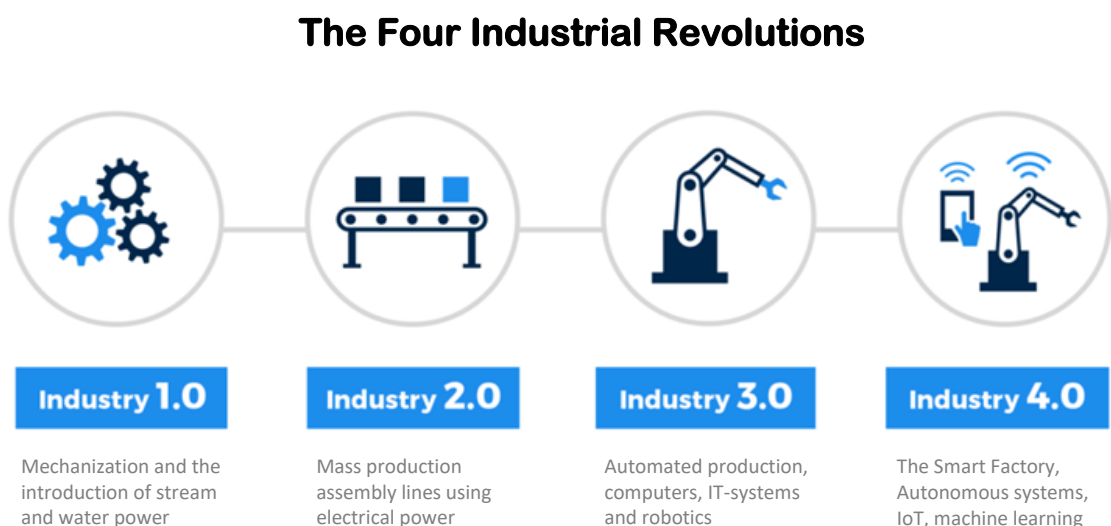 The Four Industrial Revolutions
Industry 1.0
Industry 2.0
Industry 3.0
Industry 4.0
Mechanization and the
introduction of stream
and water power
Mass production
assembly lines using
electrical power
Automated production,
computers, IT-systems
and robotics
The Smart Factory,
Autonomous systems,
IoT, machine learning